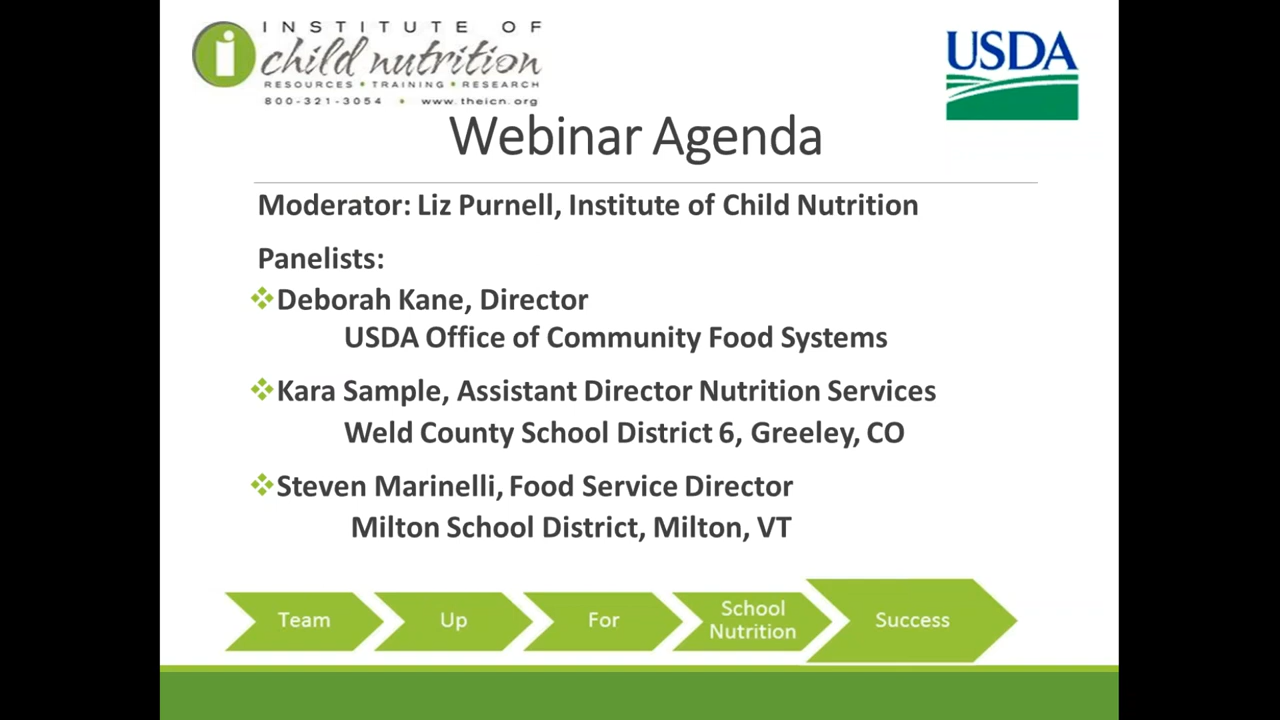 INSTITUTE OF
child nutrition
RESOURCES • TRAINING • RESEARCH
800-321-3054 • www.theicn.org
USDA
Webinar Agenda
Moderator: Liz Purnell, Institute of Child Nutrition
Panelists:
❖Deborah Kane, Director
USDA Office of Community Food Systems
❖Kara Sample, Assistant Director Nutrition Services
Weld County School District 6, Greeley, CO
❖Steven Marinelli, Food Service Director
Milton School District, Milton, VT
Team
Up
For
School
Nutrition
Success